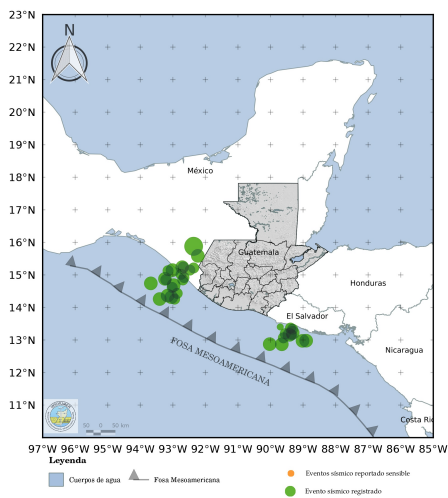 23°N
22°N
21°N
20°N
19°N
18°N
17°N
16°N
15°N
14°N
13°N
12°N
11°N
N
México
Guatemala
Honduras
El Salvador
Nicaragua
Costa Ric
FOSA MESOAMERICANA
50 0 50 km
97°W 96°W 95°W 94°W 93°W 92°W 91°W 90°W 89°W 88°W 87°W 86°W 85°W
Leyenda
Cuerpos de agua
Fosa Mesoamericana
Eventos sísmico reportado sensible
Evento sísmico registrado